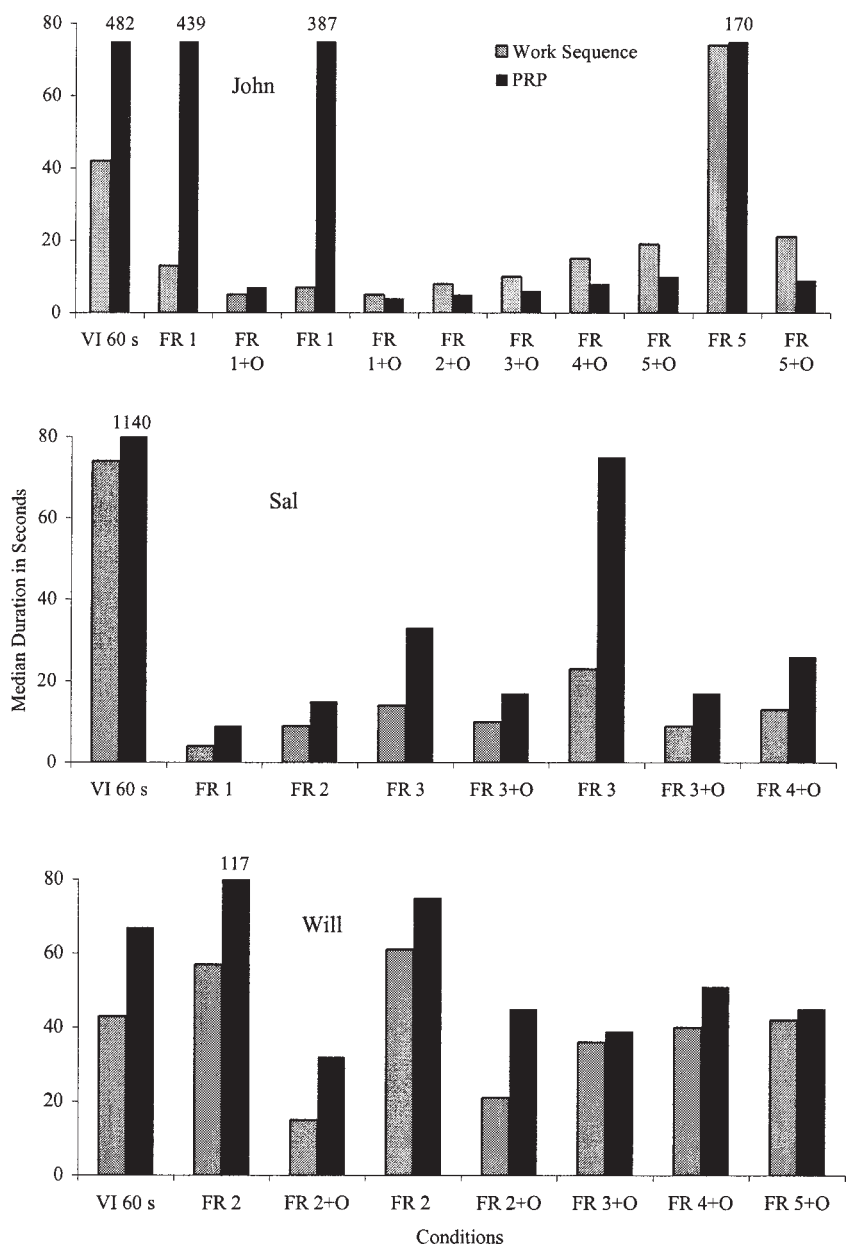 482 439 387 170
80
Work Sequence
PRP
John
60
40
20
0
VI 60 s FR 1 FR 1+O FR 1 FR 1+O FR 2+O FR 3+O FR 4+O FR 5+O FR 5 FR 5+O
1140
80
Sal
60
40
20
0
VI 60 s FR 1 FR 2 FR 3 FR 3+O FR 3 FR 3+O FR 4+O
Median Duration in Seconds
117
80
Will
60
40
20
0
VI 60 s FR 2 FR 2+O FR 2 FR 2+O FR 3+O FR 4+O FR 5+O
Conditions